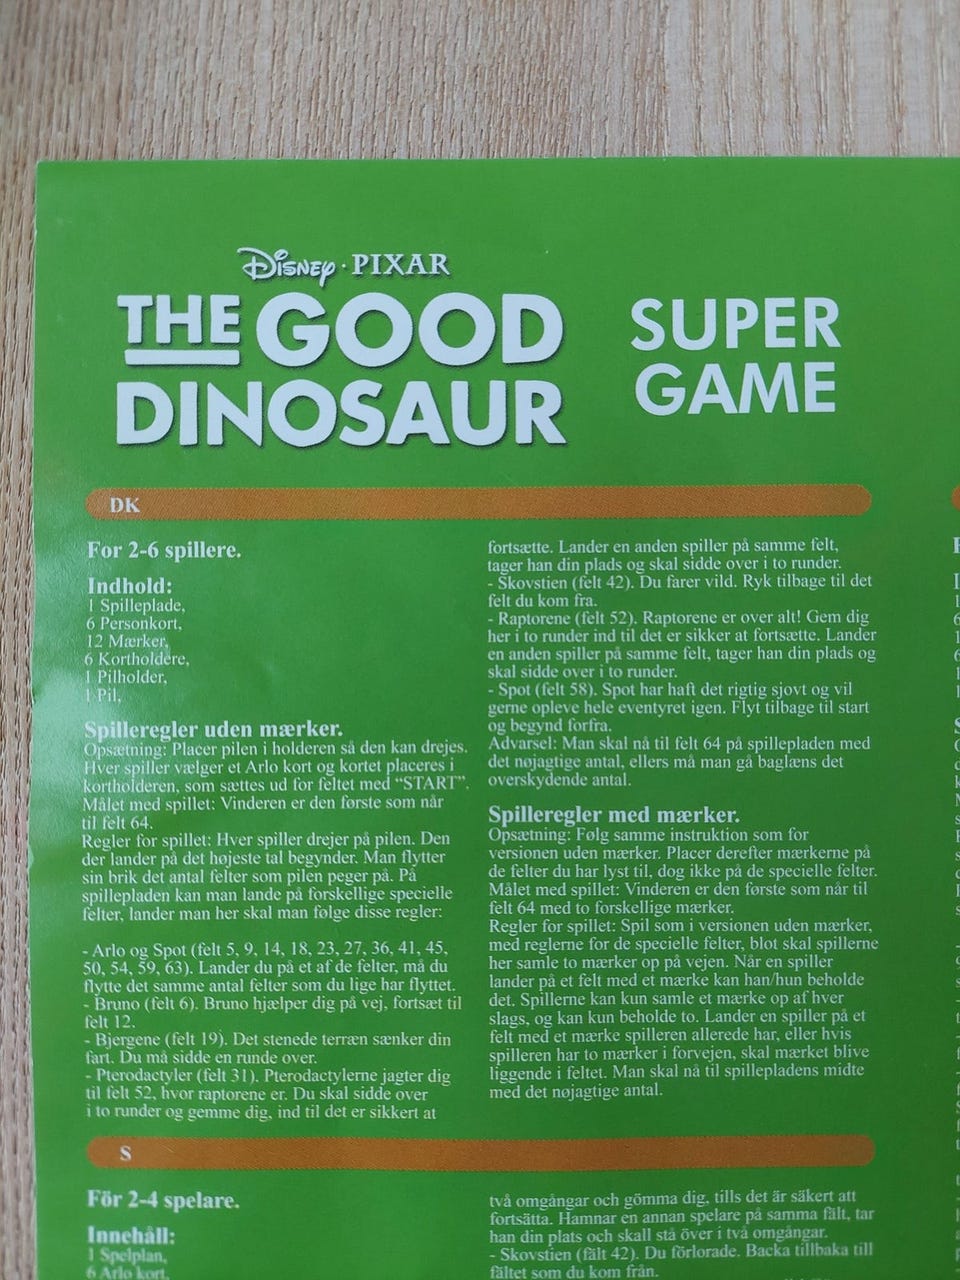 Disney · PIXAR
THE GOOD
DINOSAUR
SUPER
GAME
DK
For 2-6 spillere.
Indhold:
1 Spilleplade,
6 Personkort,
12 Mærker,
6 Kortholdere,
1 Pilholder,
1 Pil,
Spilleregler uden mærker.
Opsætning: Placer pilen i holderen så den kan drejes.
Hver spiller vælger et Arlo kort og kortet placeres i
kortholderen, som sættes ud for feltet med “START”.
Målet med spillet: Vinderen er den første som når
til felt 64.
Regler for spillet: Hver spiller drejer på pilen. Den
der lander på det højeste tal begynder. Man flytter
sin brik det antal felter som pilen peger på. På
spillepladen kan man lande på forskellige specielle
felter, lander man her skal man følge disse regler:
- Arlo og Spot (felt 5, 9, 14, 18, 23, 27, 36, 41, 45,
50, 54, 59, 63). Lander du på et af de felter, må du
flytte det samme antal felter som du lige har flyttet.
- Bruno (felt 6). Bruno hjælper dig på vej, fortsæt til
felt 12.
- Bjergene (felt 19). Det stenede terræn sænker din
fart. Du må sidde en runde over.
- Pterodactyler (felt 31). Pterodactylerne jagter dig
til felt 52, hvor raptorene er. Du skal sidde over
i to runder og gemme dig, ind til det er sikkert at
fortsætte. Lander en anden spiller på samme felt,
tager han din plads og skal sidde over i to runder.
- Skovstien (felt 42). Du farer vild. Ryk tilbage til det
felt du kom fra.
- Raptorene (felt 52). Raptorene er over alt! Gem dig
her i to runder ind til det er sikker at fortsætte. Lander
en anden spiller på samme felt, tager han din plads og
skal sidde over i to runder.
- Spot (felt 58). Spot har haft det rigtig sjovt og vil
gerne opleve hele eventyret igen. Flyt tilbage til start
og begynd forfra.
Advarsel: Man skal nå til felt 64 på spillepladen med
det nøjagtige antal, ellers må man gå baglæns det
overskydende antal.
Spilleregler med mærker.
Opsætning: Følg samme instruktion som for
versionen uden mærker. Placer derefter mærkerne på
de felter du har lyst til, dog ikke på de specielle felter.
Målet med spillet: Vinderen er den første som når til
felt 64 med to forskellige mærker.
Regler for spillet: Spil som i versionen uden mærker,
med reglerne for de specielle felter, blot skal spillerne
her samle to mærker op på vejen. Når en spiller
lander på et felt med et mærke kan han/hun beholde
det. Spillerne kan kun samle et mærke op af hver
slags, og kan kun beholde to. Lander en spiller på et
felt med et mærke spilleren allerede har, eller hvis
spilleren har to mærker i forvejen, skal mærket blive
liggende i feltet. Man skal nå til spillepladens midte
med det nøjagtige antal.
S
För 2-4 spelare.
Innehåll:
1 Spelplan,
6 Arlo kort,
två omgångar och gömma dig, tills det är säkert att
fortsätta. Hamnar en annan spelare på samma fält, tar
han din plats och skall stå över i två omgångar.
- Skovstien (fält 42). Du förlorade. Backa tillbaka till
fältet som du kom från.